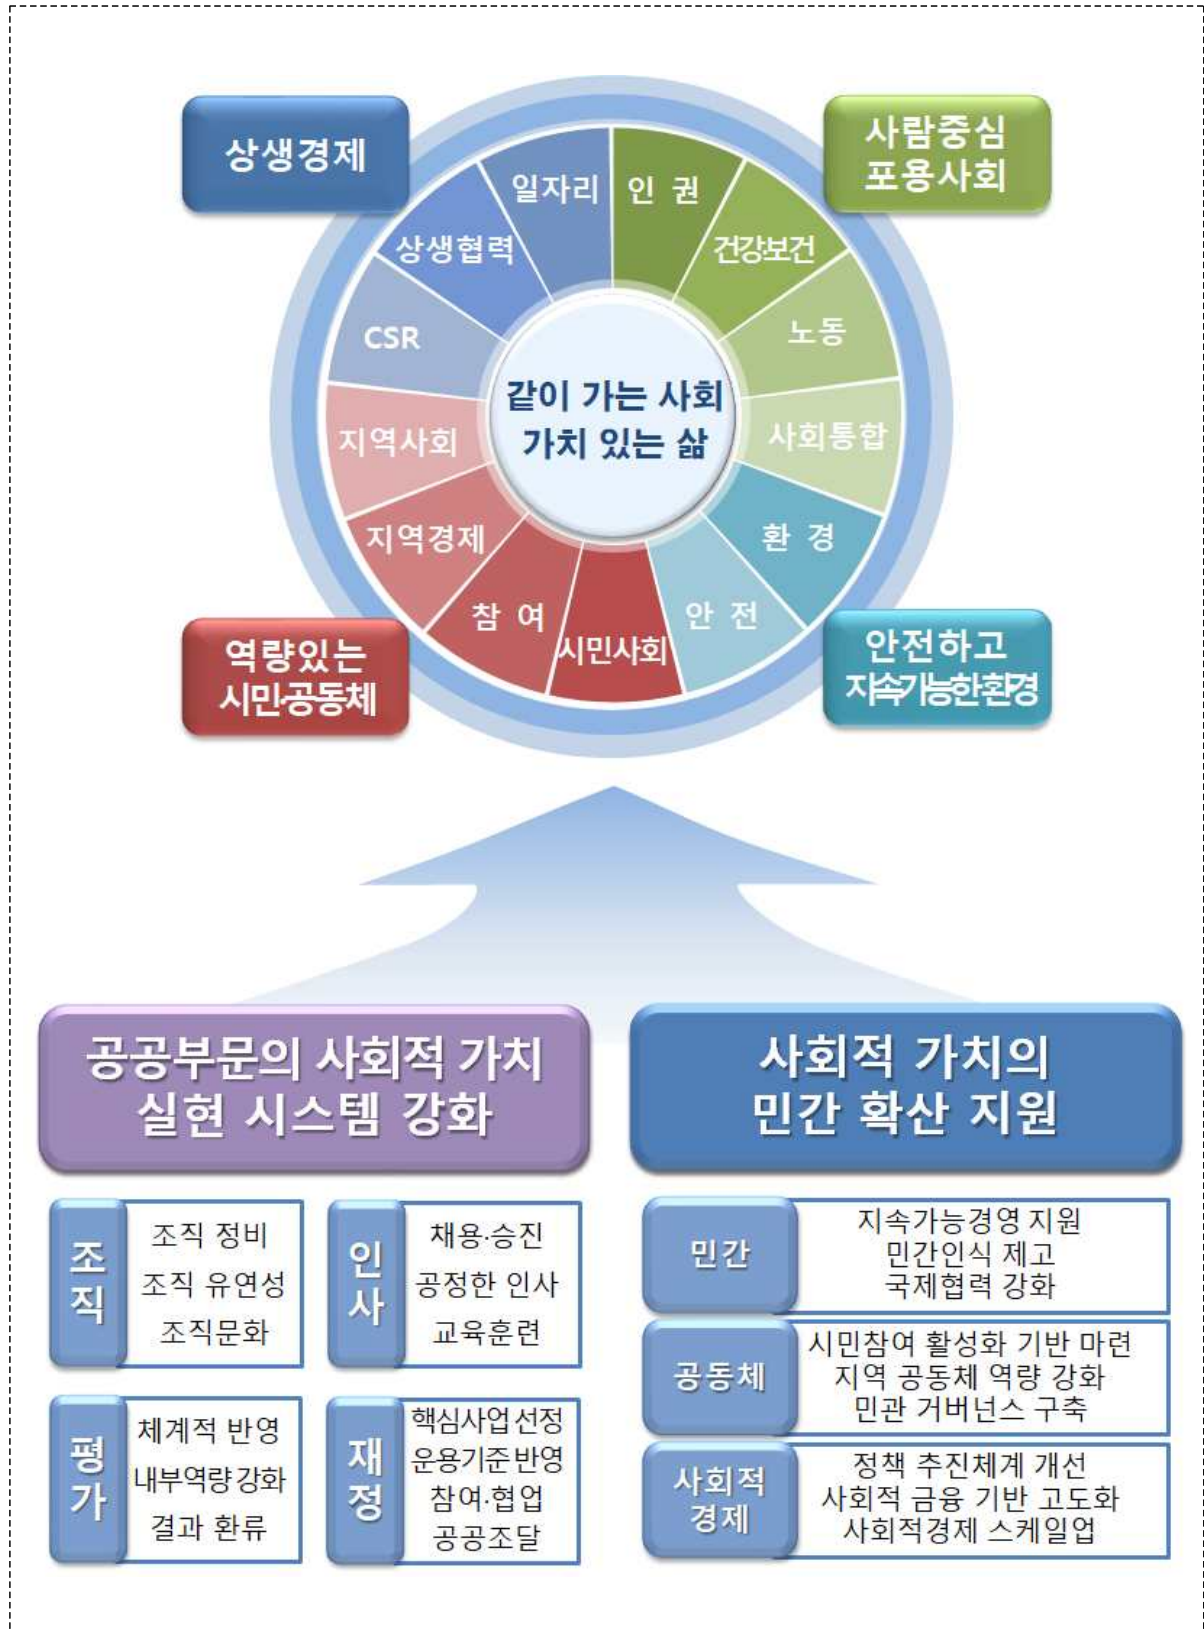 상생경제
사람중심
포용사회
일자리
인 권
상생협력
건강보건
CSR
노동
같이 가는 사회
가치 있는 삶
지역사회
사회통합
지역경제
환 경
참 여
안 전
시민사회
역량있는
시민·공동체
안전하고
지속가능한 환경
공공부문의 사회적 가치
실현 시스템 강화
사회적 가치의
민간 확산 지원
조직
조직 정비
조직 유연성
조직문화
인사
채용·승진
공정한 인사
교육훈련
평가
체계적 반영
내부역량 강화
결과 환류
재정
핵심사업 선정
운용기준 반영
참여·협업
공공조달
민간
지속가능경영 지원
민간인식 제고
국제협력 강화
공동체
시민참여 활성화 기반 마련
지역 공동체 역량 강화
민관 거버넌스 구축
사회적
경제
정책 추진체계 개선
사회적 금융 기반 고도화
사회적경제 스케일업